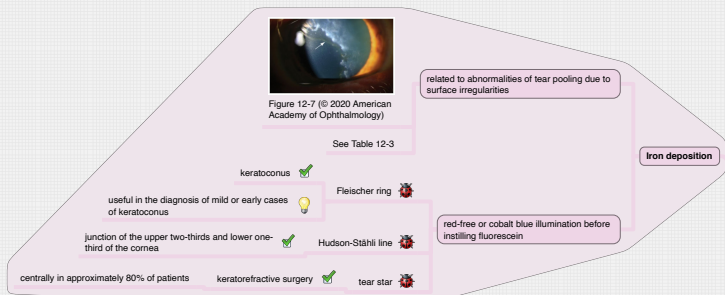 Figure 12-7 (© 2020 American
Academy of Ophthalmology)
related to abnormalities of tear pooling due to
surface irregularities
See Table 12-3
Iron deposition
keratoconus
useful in the diagnosis of mild or early cases
of keratoconus
Fleischer ring
junction of the upper two-thirds and lower one-
third of the cornea
Hudson-Stähli line
red-free or cobalt blue illumination before
instilling fluorescein
centrally in approximately 80% of patients
keratorefractive surgery
tear star